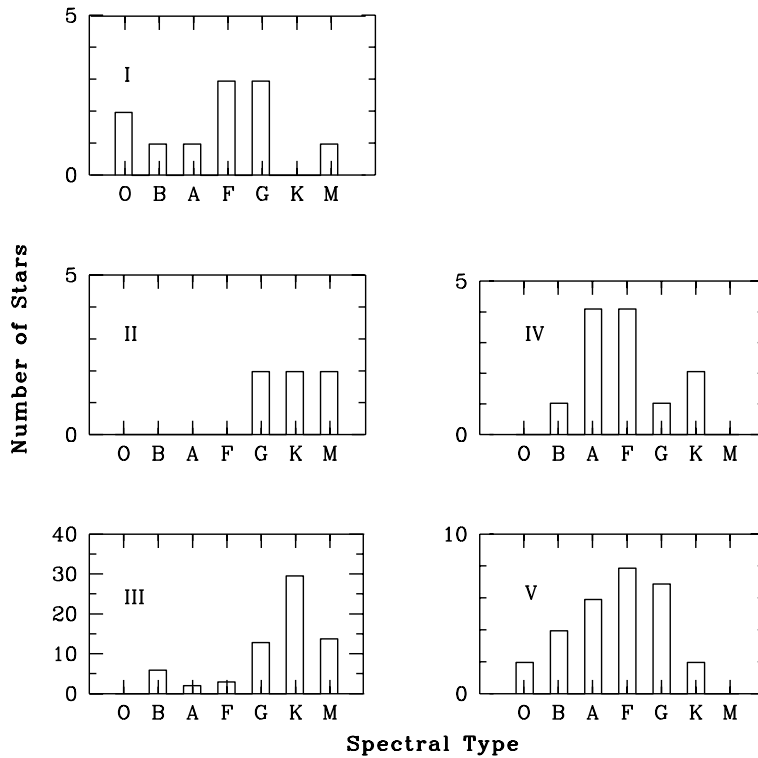 5
I
0
O B A F G K M
Number of Stars
5
II
0
O B A F G K M
5
IV
0
O B A F G K M
40
30
III
20
10
0
O B A F G K M
10
V
0
O B A F G K M
Spectral Type